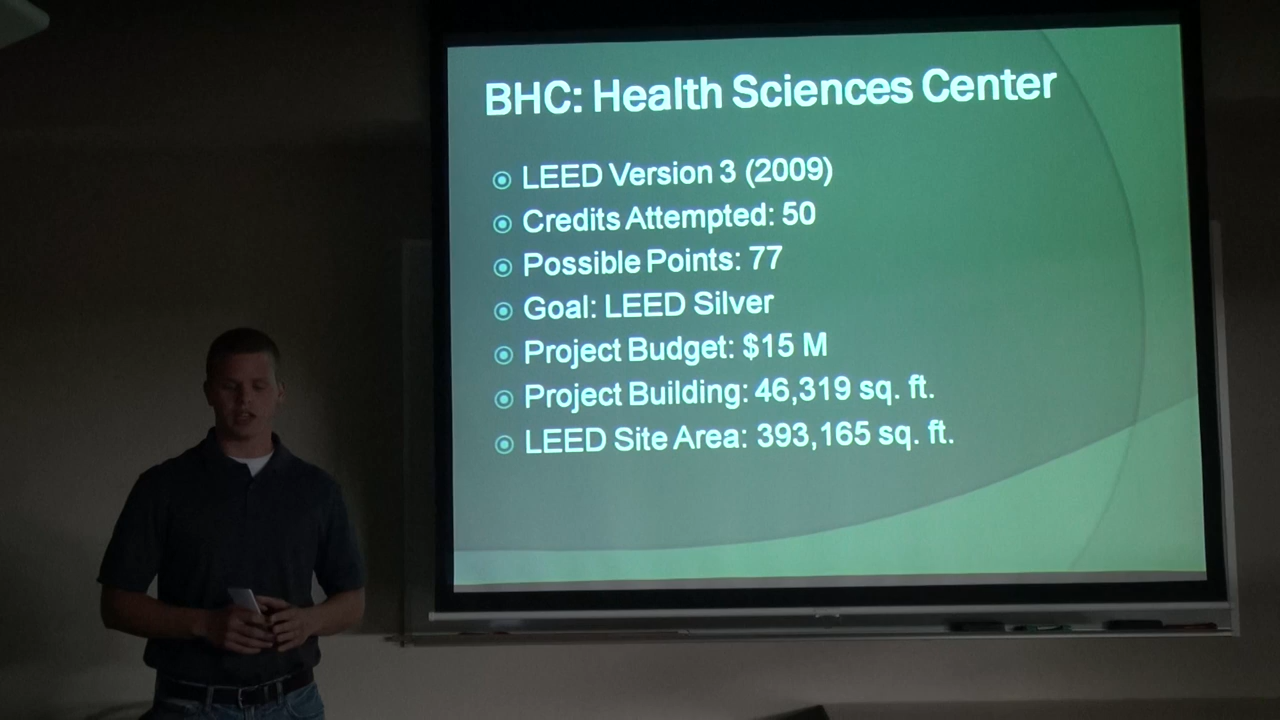 BHC: Health Sciences Center
LEED Version 3 (2009)
Credits Attempted: 50
Possible Points: 77
Goal: LEED Silver
Project Budget: $15 M
Project Building: 46,319 sq. ft.
LEED Site Area: 393,165 sq. ft.